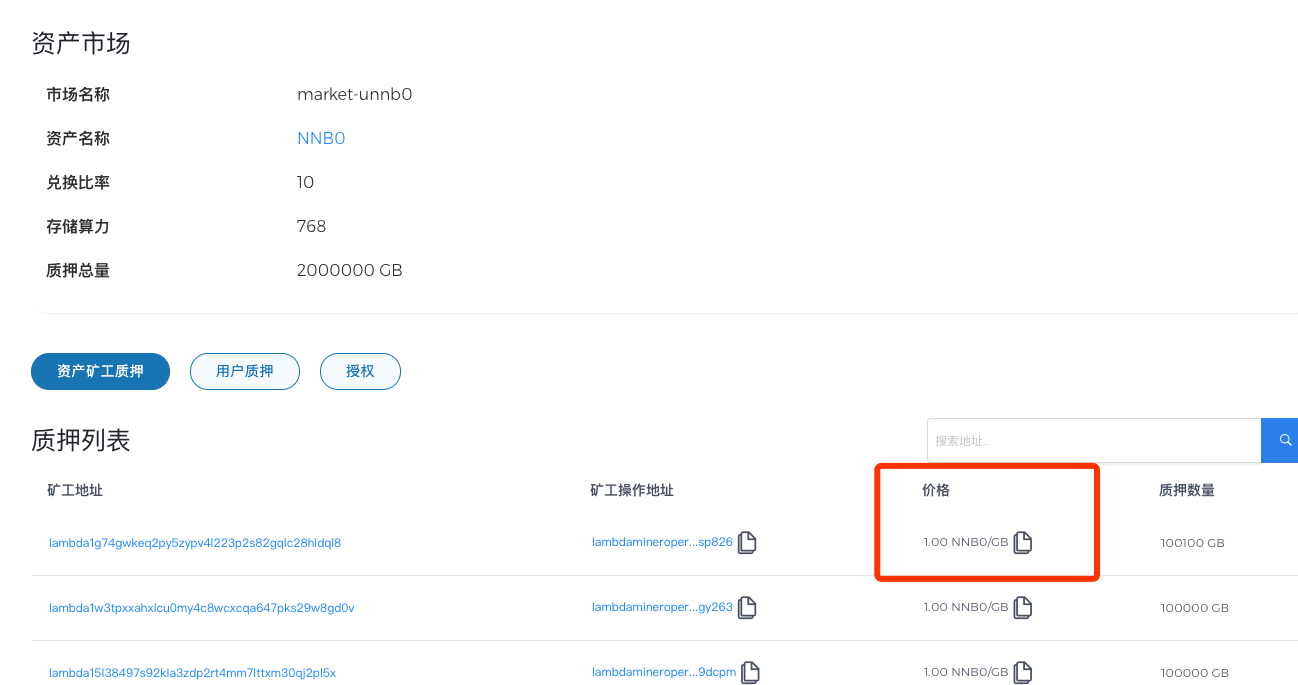 资产市场
市场名称 market-unnb0
资产名称 NNB0
兑换比率 10
存储算力 768
质押总量 2000000 GB
资产矿工质押 用户质押 授权
质押列表 搜索地址...
矿工地址 矿工操作地址 价格 质押数量
lambda1g74gwkeq2py5zypv4l223p2s82gqlc28hldql8 lambdamineroper...sp826 1.00 NNB0/GB 100100 GB
lambda1w3tpxxahxlcu0my4c8wcxcqa647pks29w8gd0v lambdamineroper...gy263 1.00 NNB0/GB 100000 GB
lambda15l38497s92kla3zdp2rt4mm7lttxm30qj2pl5x lambdamineroper...9dcpm 1.00 NNB0/GB 100000 GB